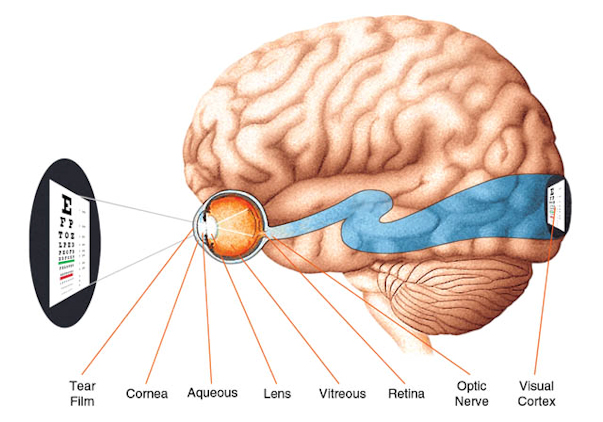 E
F P
T O Z
L P E D
P E C F D
Tear Film
Cornea
Aqueous
Lens
Vitreous
Retina
Optic Nerve
Visual Cortex